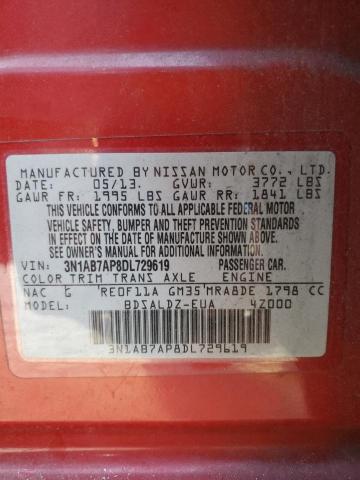 MANUFACTURED BY NISSAN MOTOR CO., LTD.
DATE: 05/13. GVWR: 3772 LBS
GAWR FR: 1995 LBS GAWR RR: 1841 LBS
THIS VEHICLE CONFORMS TO ALL APPLICABLE FEDERAL MOTOR
VEHICLE SAFETY, BUMPER AND THEFT PREVENTION STANDARDS
IN EFFECT ON THE DATE OF MANUFACTURE SHOWN ABOVE.
SEE OWNER'S MANUAL FOR ADDITIONAL INFORMATION.
VIN: 3N1AB7AP8DL729619 PASSENGER CAR.
COLOR TRIM TRANS AXLE ENGINE
NAC G RE0F11A GM35 MRA8DE 1798 CC
MODEL: BDSALDZ-EUA 4Z000
3N1AB7AP8DL729619